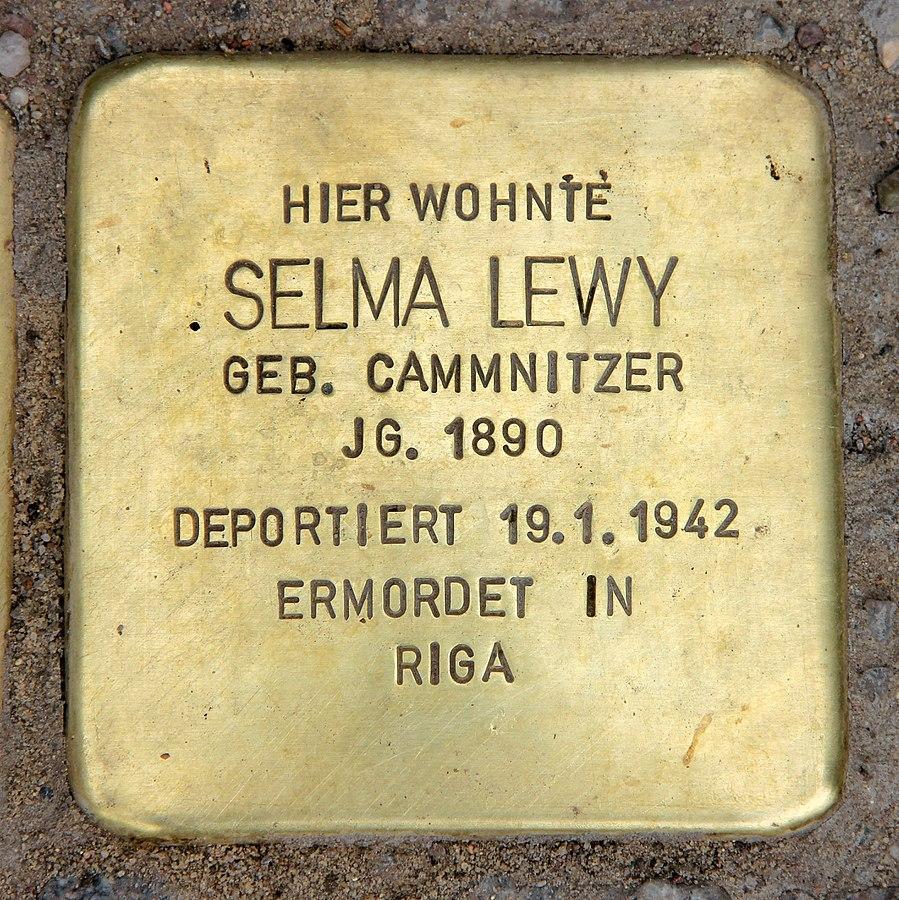 HIER WOHNTE
SELMA LEWY
GEB. CAMMNITZER
JG. 1890
DEPORTIERT 19.1.1942
ERMORDET IN
RIGA